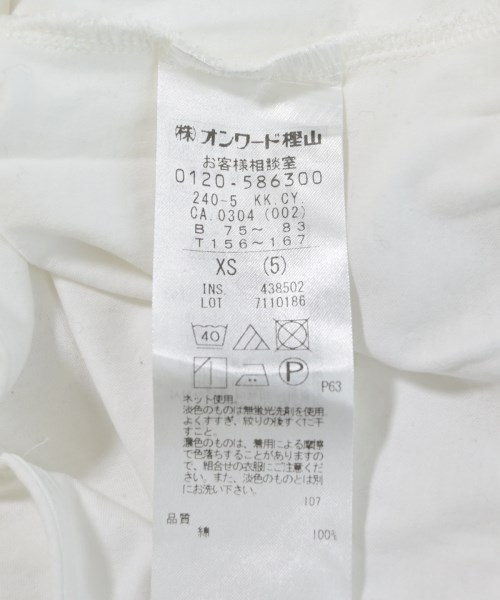 ㈱オンワード樫山
お客様相談室
0120-586300
240-5 KK.CY.
CA.0304 (002)
B 75～ 83
T 156～167
XS (5)
INS. 438502
LOT 7110186
40
P
P63
ネット使用。
淡色のものは無蛍光洗剤を使用
よくすすぎ、絞りの後すぐに干
すこと。
濃色のものは、着用による摩擦
で色落ちすることがありますの
で、組合せの衣服にご注意くだ
さい。また、淡色のものとは別
にお洗い下さい。
107
品質
綿 100%